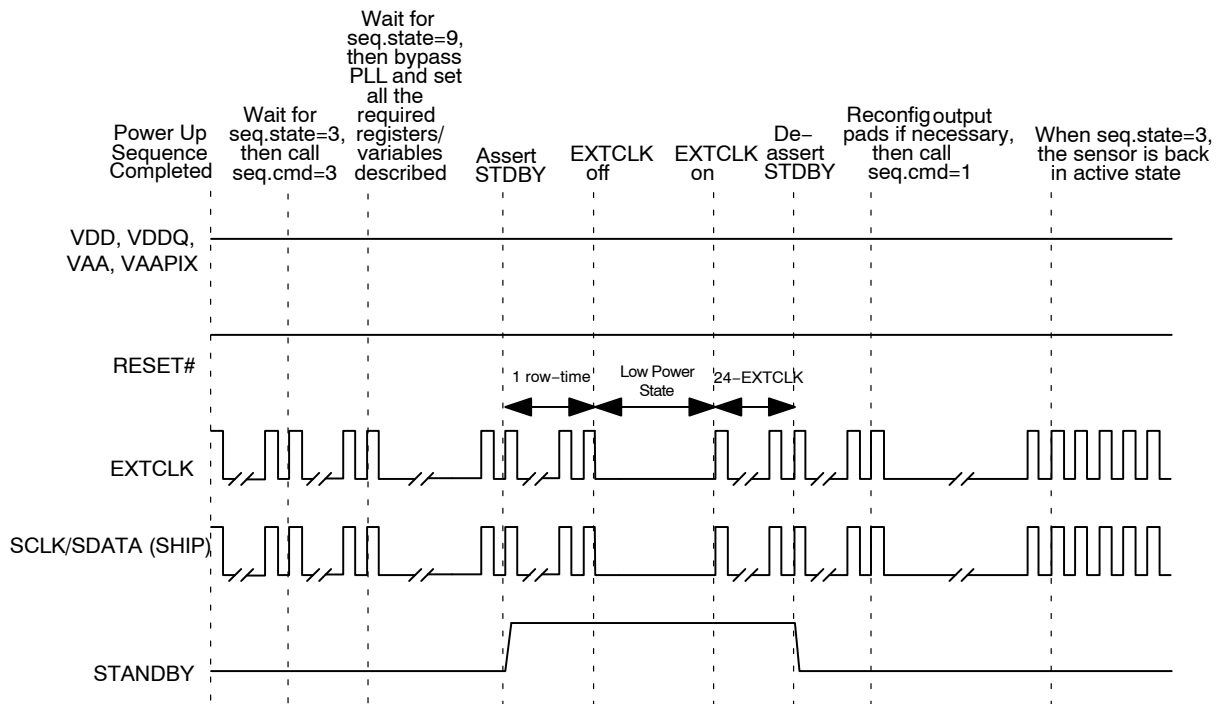 Power Up
Sequence
Completed
Wait for
seq.state=3,
then call
seq.cmd=3
Wait for
seq.state=9,
then bypass
PLL and set
all the
required
registers/
variables
described
Assert
STDBY
EXTCLK
off
EXTCLK
on
De−
assert
STDBY
Reconfig output
pads if necessary,
then call
seq.cmd=1
When seq.state=3,
the sensor is back
in active state
VDD, VDDQ,
VAA, VAAPIX
RESET#
1 row−time
Low Power
State
24−EXTCLK
EXTCLK
SCLK/SDATA (SHIP)
STANDBY